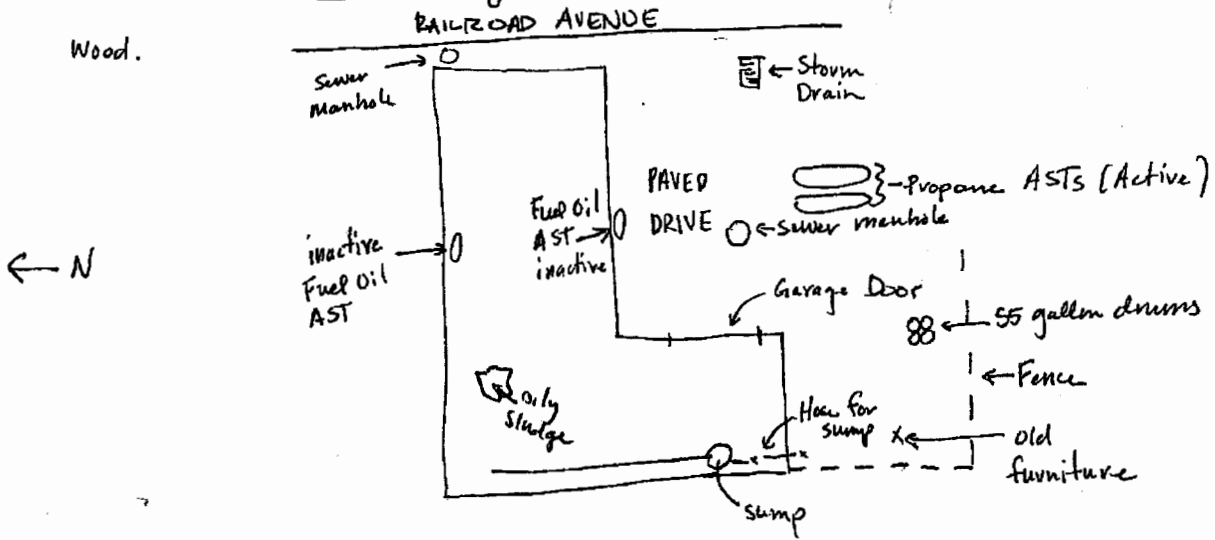 RAILROAD AVENUE
Wood.
Sewer
Manhole
Storm
Drain
PAVED
DRIVE
Propane ASTs (Active)
Sewer manhole
Fuel Oil
AST
inactive
inactive
Fuel Oil
AST
N
Garage Door
55 gallon drums
Fence
oily
Sludge
Hose for
sump
X
old
furniture
sump